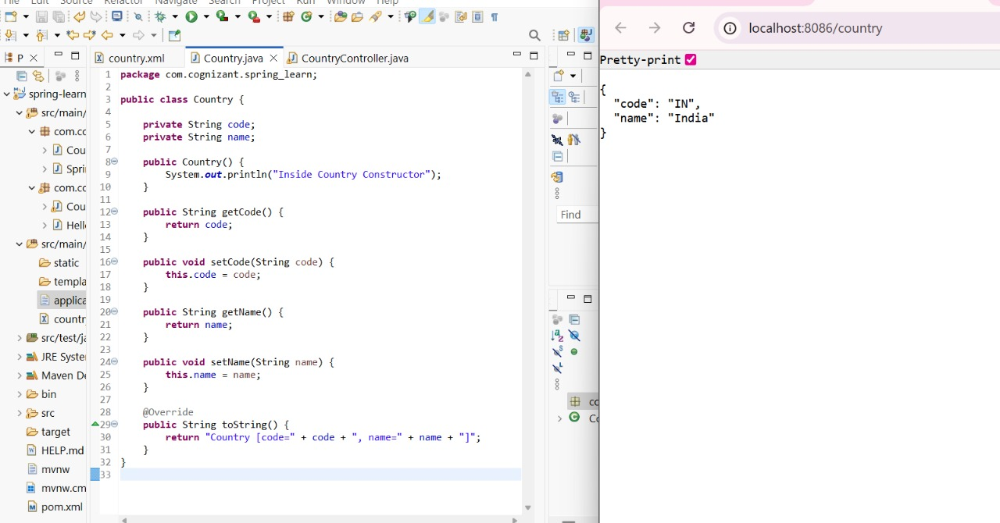 File Edit Source Refactor Navigate Search Project Run Window Help
P
spring-learn
src/main/
com.cc
Cou
Spri
com.cc
Cou
Hell
src/main/
static
templa
applica
countr
src/test/ja
JRE Syste
Maven De
bin
src
target
HELP.md
mvnw
mvnw.cm
pom.xml
country.xml
Country.java
CountryController.java
1 package com.cognizant.spring_learn;
2
3 public class Country {
4
5 private String code;
6 private String name;
7
8 public Country() {
9 System.out.println("Inside Country Constructor");
10 }
11
12 public String getCode() {
13 return code;
14 }
15
16 public void setCode(String code) {
17 this.code = code;
18 }
19
20 public String getName() {
21 return name;
22 }
23
24 public void setName(String name) {
25 this.name = name;
26 }
27
28 @Override
29 public String toString() {
30 return "Country [code=" + code + ", name=" + name + "]";
31 }
32 }
33
Find
cc
Co
localhost:8086/country
Pretty-print
{
"code": "IN",
"name": "India"
}